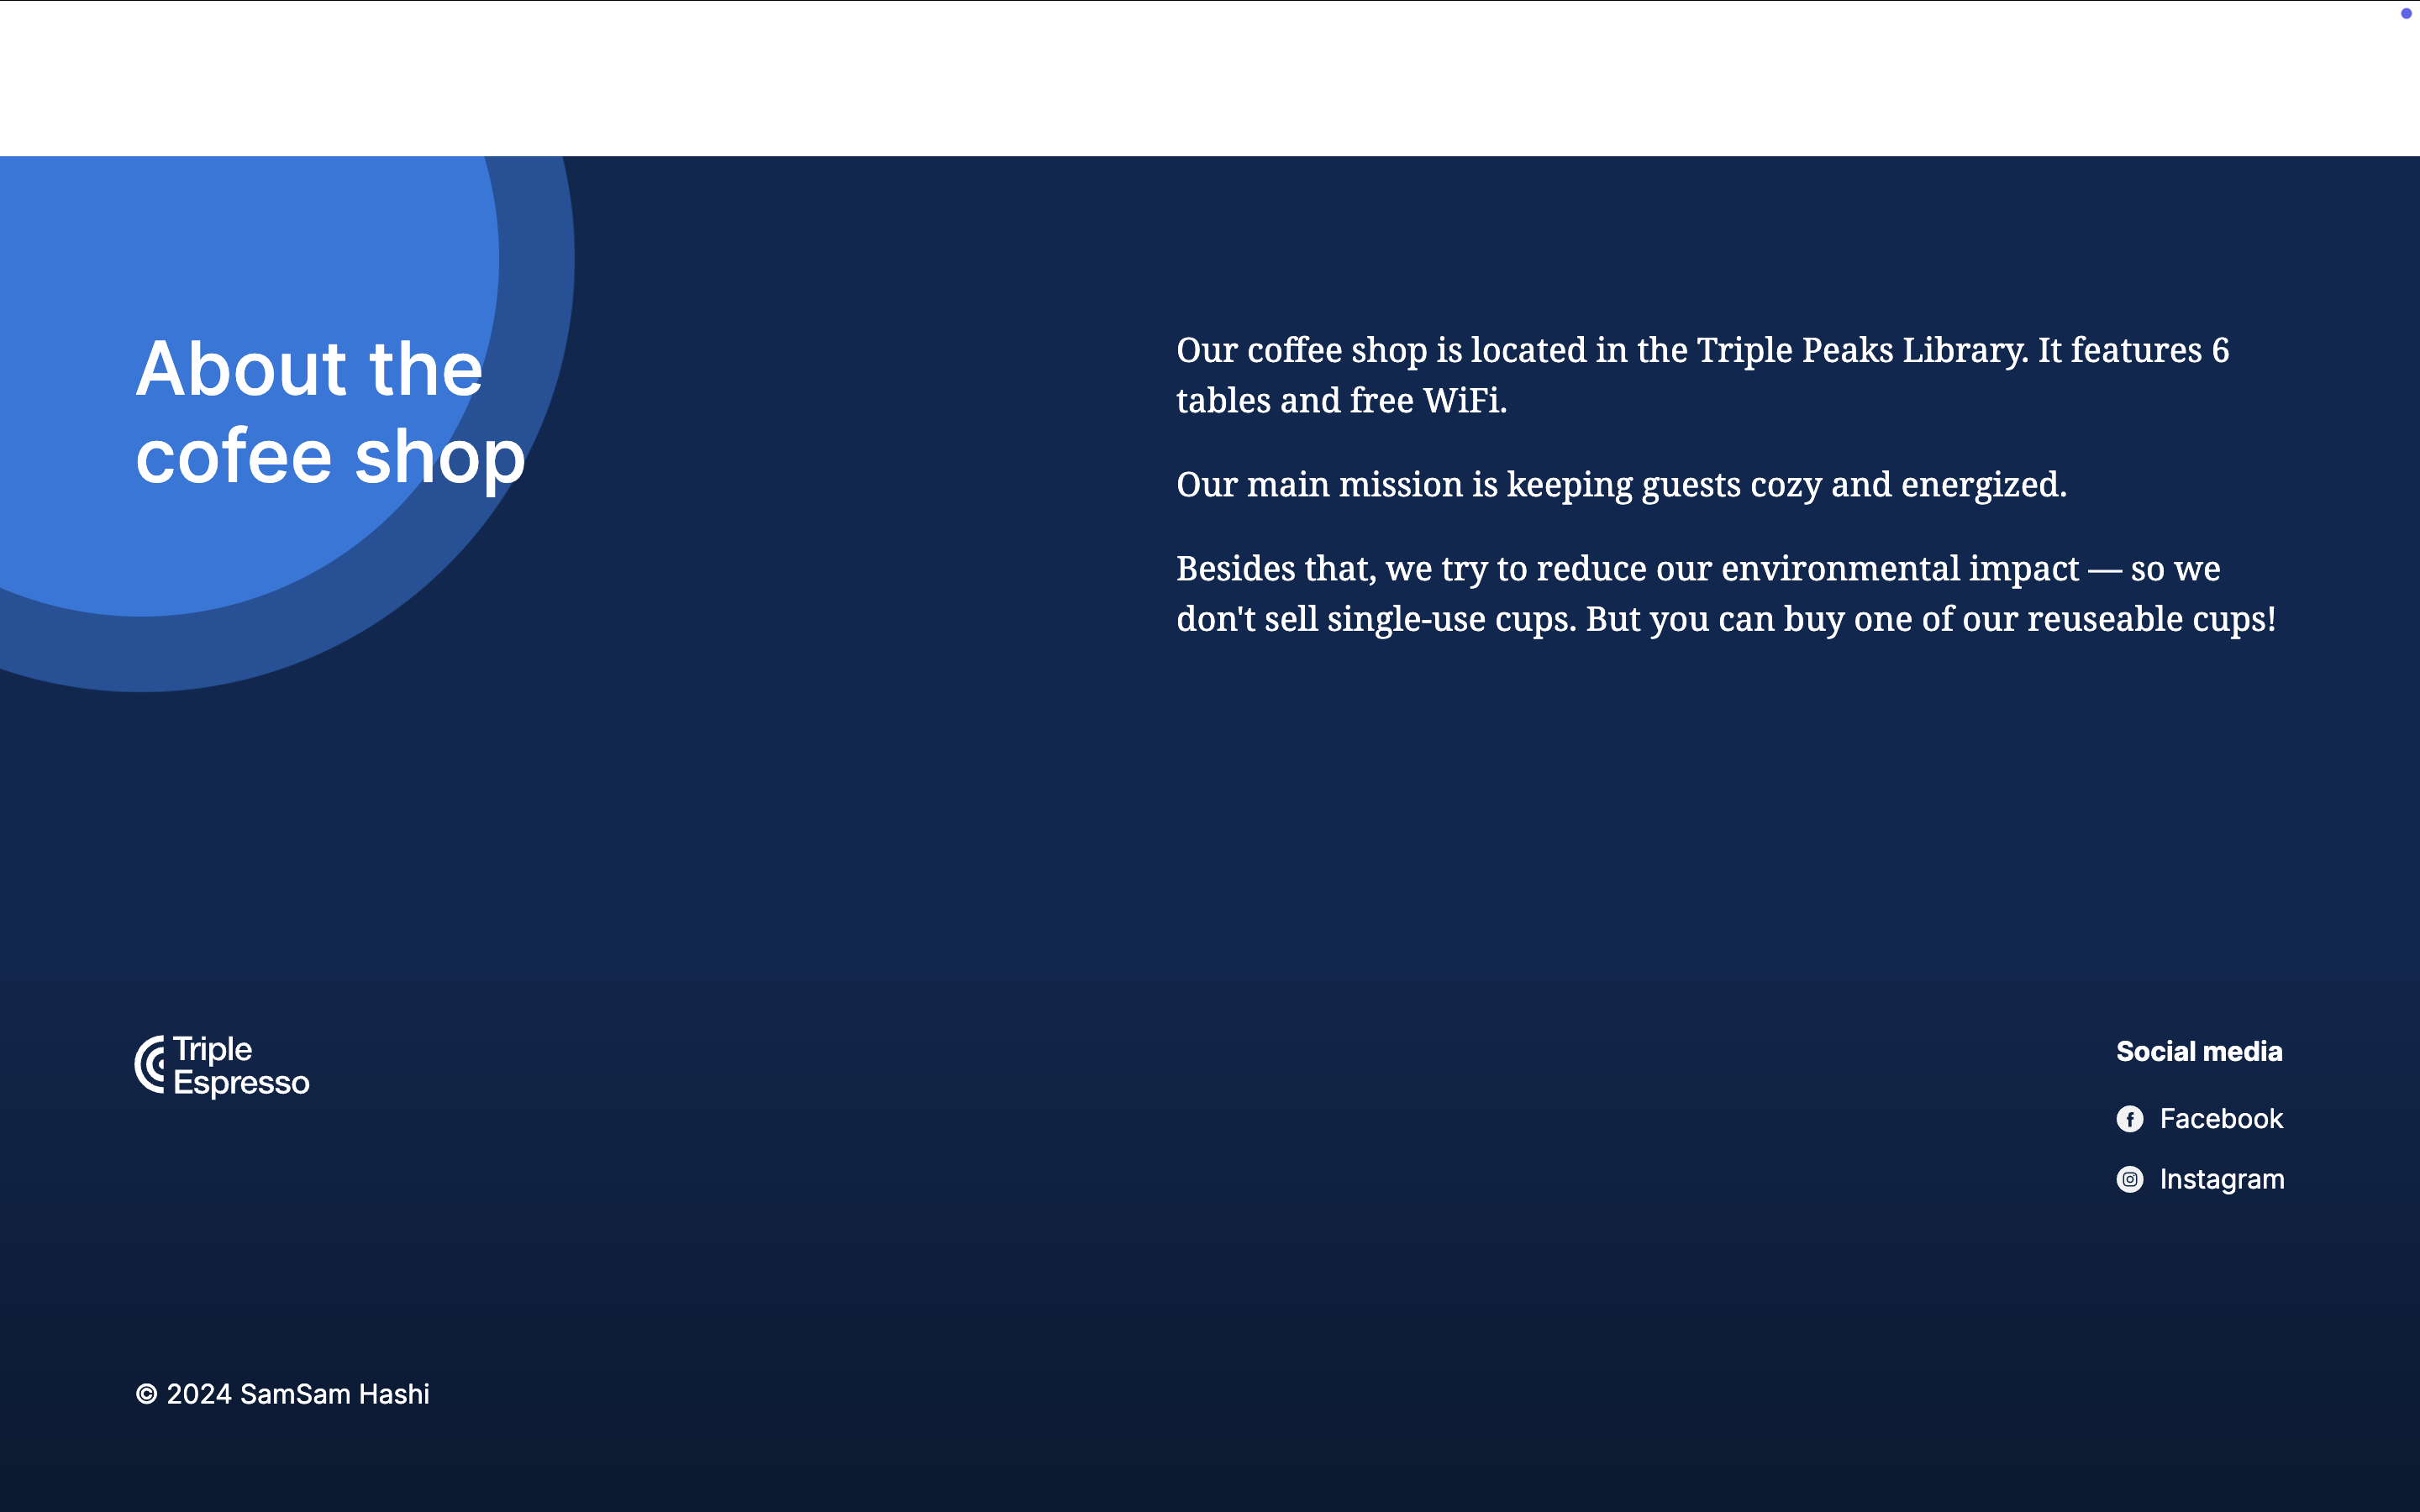 About the
cofee shop
Our coffee shop is located in the Triple Peaks Library. It features 6
tables and free WiFi.
Our main mission is keeping guests cozy and energized.
Besides that, we try to reduce our environmental impact — so we
don't sell single-use cups. But you can buy one of our reuseable cups!
Triple
Espresso
Social media
Facebook
Instagram
© 2024 SamSam Hashi